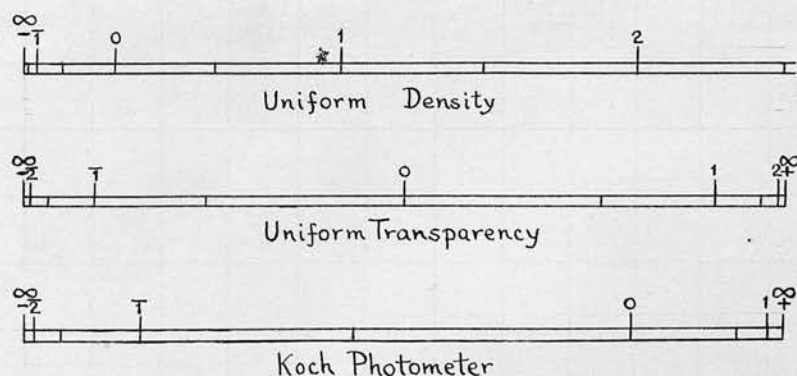 -∞ 1̄ 0 1 2
Uniform Density
-∞ 2̄ 1̄ 0 1 2 +∞
Uniform Transparency
-∞ 2̄ 1̄ 0 1 +∞
Koch Photometer